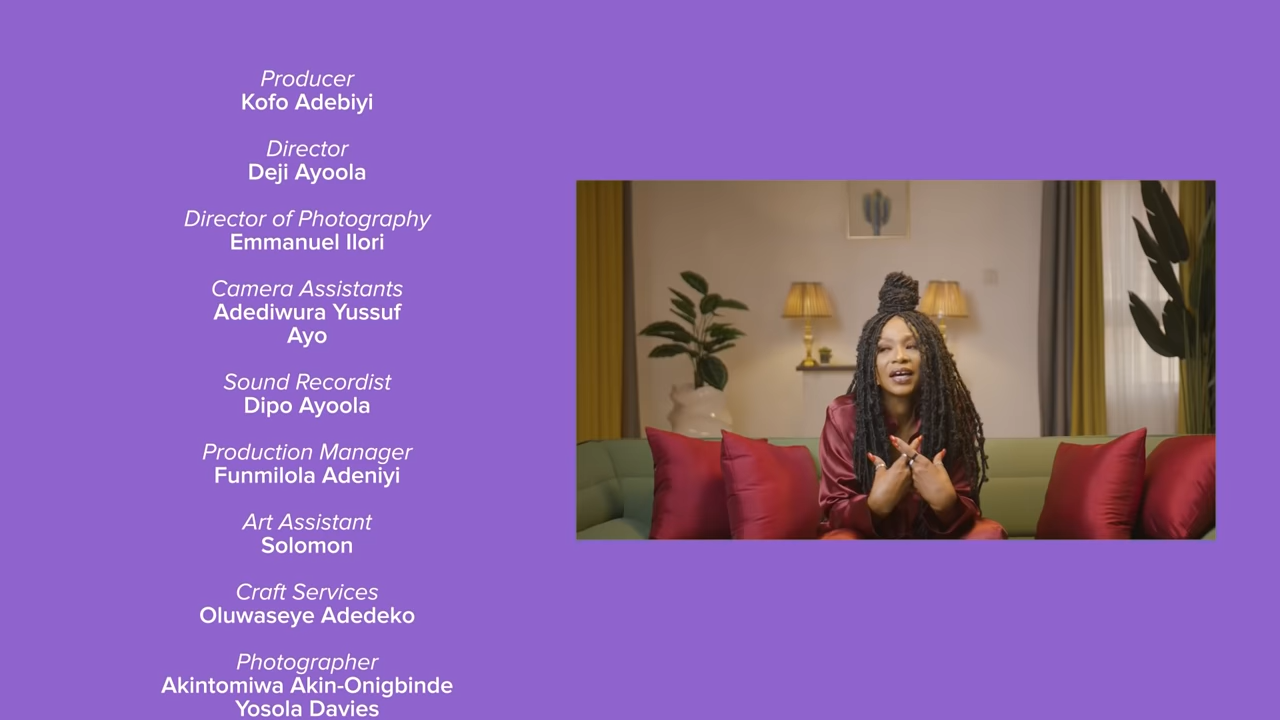 Producer
Kofo Adebiyi
Director
Deji Ayoola
Director of Photography
Emmanuel Ilori
Camera Assistants
Adediwura Yussuf
Ayo
Sound Recordist
Dipo Ayoola
Production Manager
Funmilola Adeniyi
Art Assistant
Solomon
Craft Services
Oluwaseye Adedeko
Photographer
Akintomiwa Akin-Onigbinde
Yosola Davies